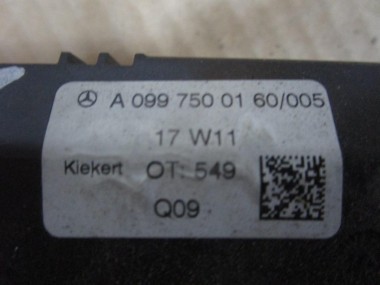 A 099 750 01 60/005
17 W11
Kiekert OT: 549
Q09